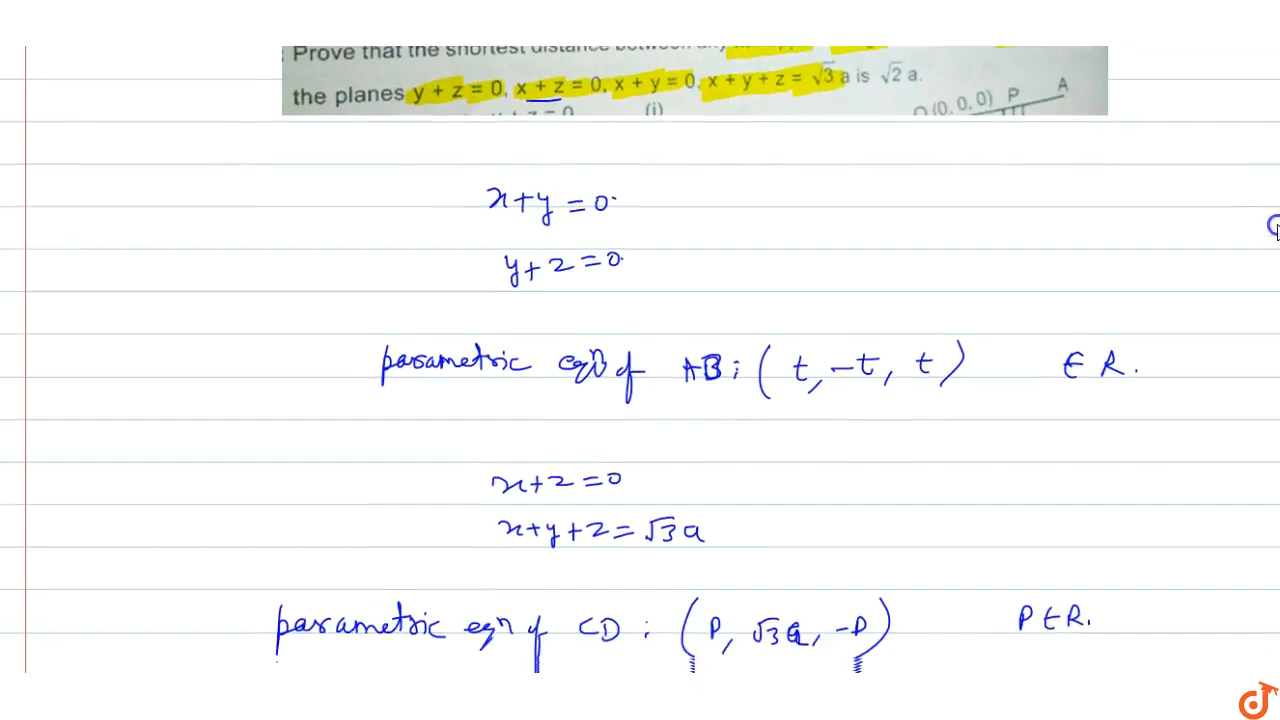 Prove that the shortest distance between any
the planes y + z = 0, x + z = 0, x + y = 0, x + y + z = √3 a is √2 a.
(i)
O (0, 0, 0) P A
x+y = 0.
y+z = 0.
parametric eqn of AB : (t, -t, t) ∈ R.
x+z = 0
x+y+z = √3 a
parametric eqn of CD : (P, √3 a, -P) P ∈ R.